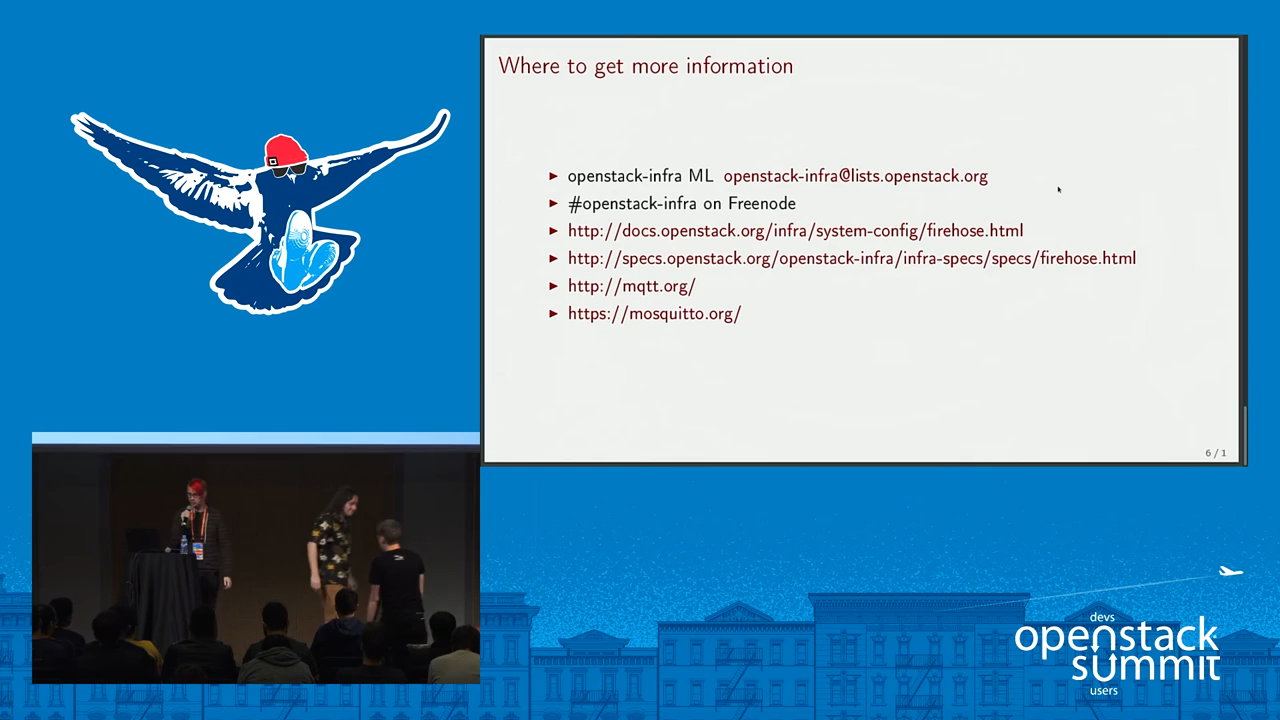 Where to get more information
▶ openstack-infra ML openstack-infra@lists.openstack.org
▶ #openstack-infra on Freenode
▶ http://docs.openstack.org/infra/system-config/firehose.html
▶ http://specs.openstack.org/openstack-infra/infra-specs/specs/firehose.html
▶ http://mqtt.org/
▶ https://mosquitto.org/
6 / 1
devs
openstack
summit
users